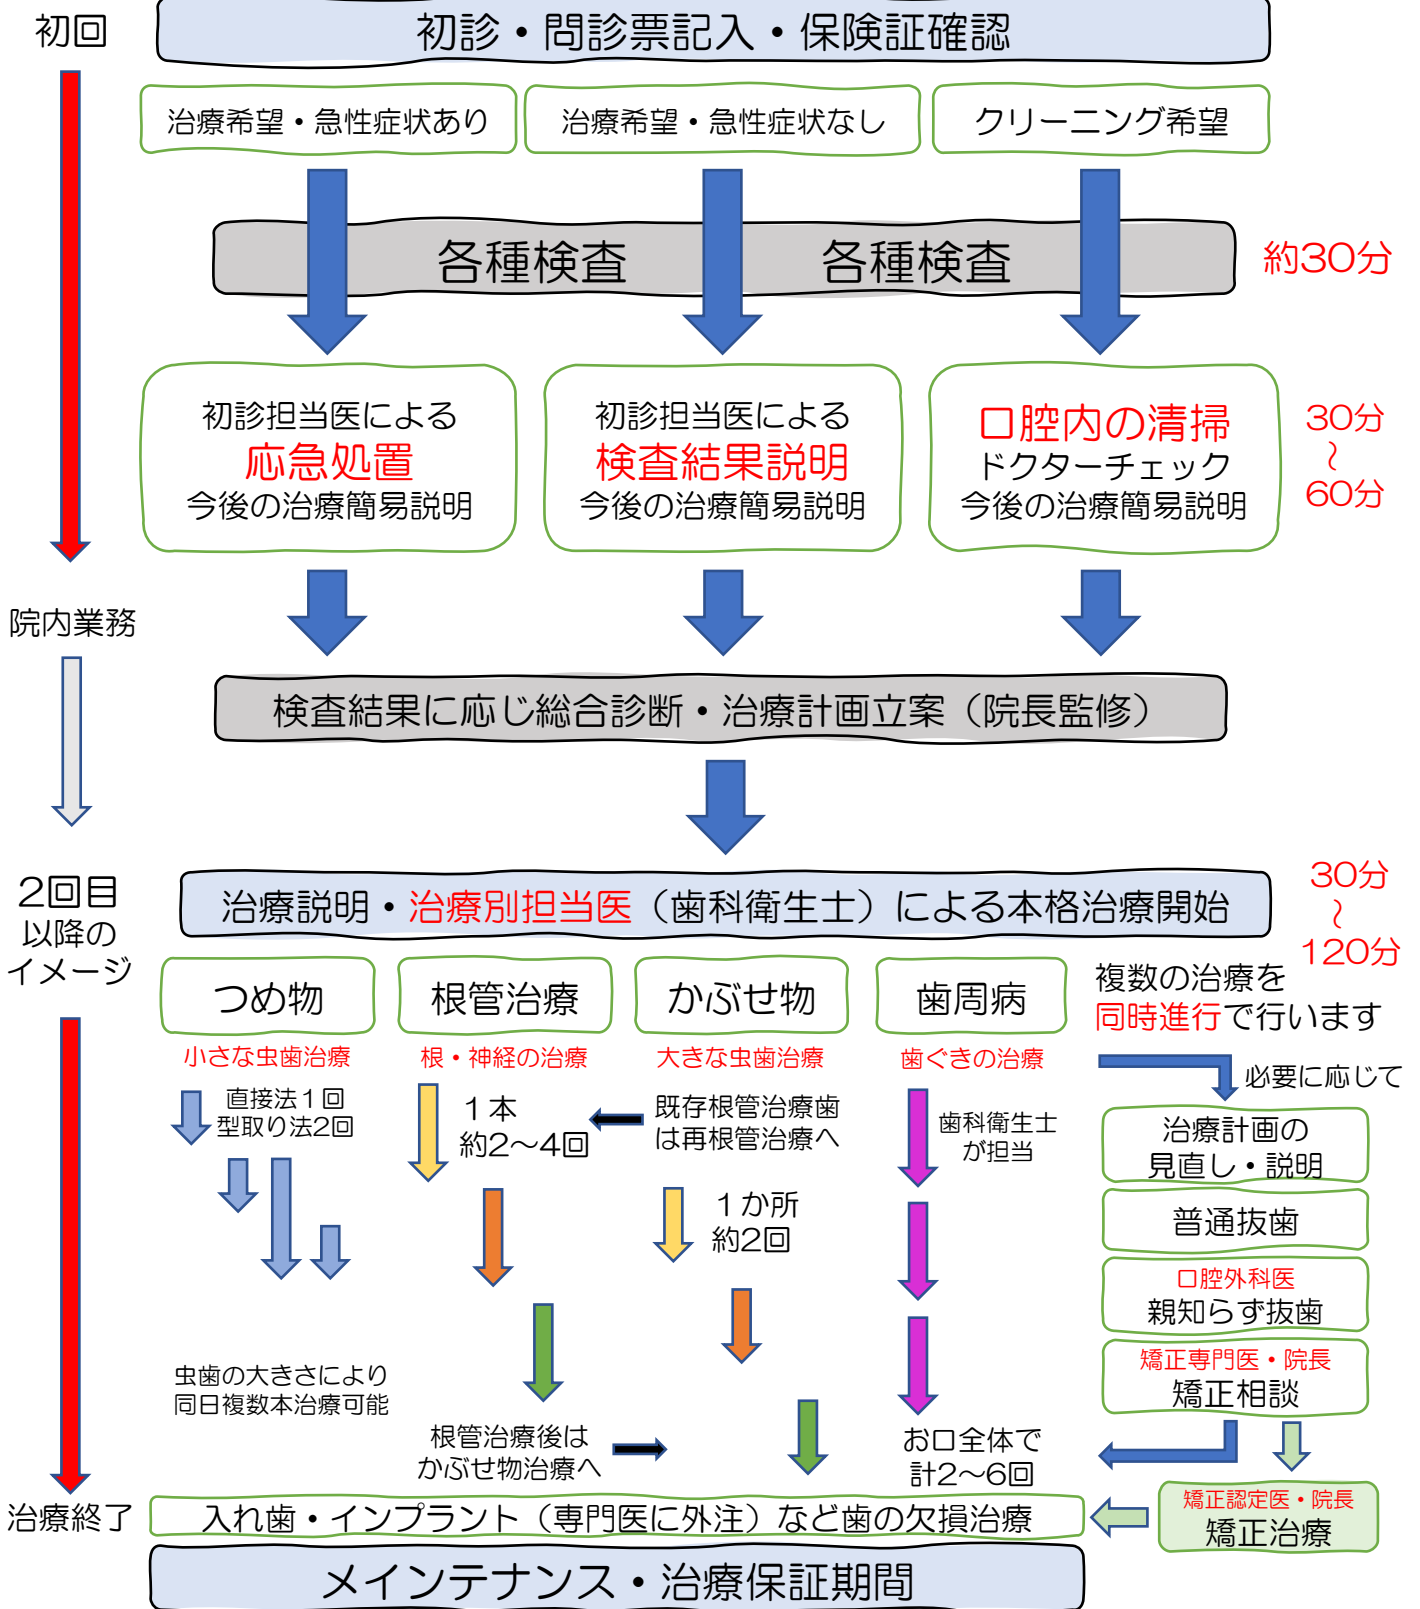 初回
初診・問診票記入・保険証確認
治療希望・急性症状あり
治療希望・急性症状なし
クリーニング希望
各種検査
各種検査
約30分
初診担当医による
応急処置
今後の治療簡易説明
初診担当医による
検査結果説明
今後の治療簡易説明
口腔内の清掃
ドクターチェック
今後の治療簡易説明
30分
〜
60分
院内業務
検査結果に応じ総合診断・治療計画立案（院長監修）
2回目
以降の
イメージ
治療説明・治療別担当医（歯科衛生士）による本格治療開始
30分
〜
120分
つめ物
小さな虫歯治療
直接法１回
型取り法2回
虫歯の大きさにより
同日複数本治療可能
根管治療
根・神経の治療
１本
約2〜4回
根管治療後は
かぶせ物治療へ
かぶせ物
大きな虫歯治療
既存根管治療歯
は再根管治療へ
１か所
約2回
歯周病
歯ぐきの治療
歯科衛生士
が担当
お口全体で
計2〜6回
複数の治療を
同時進行で行います
必要に応じて
治療計画の
見直し・説明
普通抜歯
口腔外科医
親知らず抜歯
矯正専門医・院長
矯正相談
矯正認定医・院長
矯正治療
治療終了
入れ歯・インプラント（専門医に外注）など歯の欠損治療
メインテナンス・治療保証期間